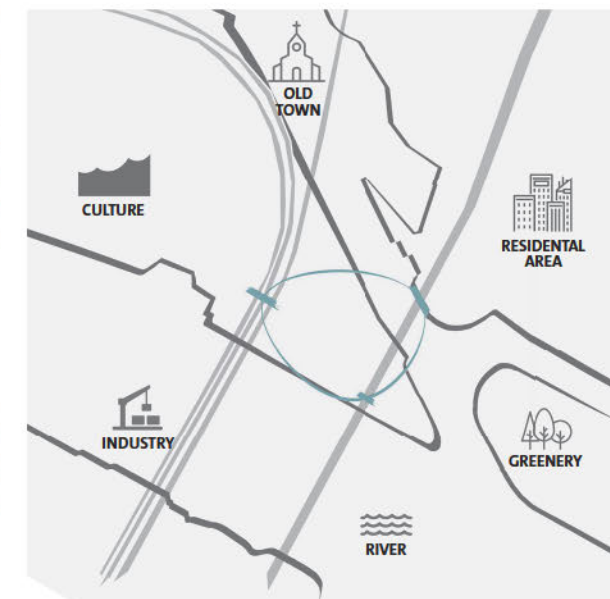 OLD
TOWN
CULTURE
RESIDENTAL
AREA
INDUSTRY
GREENERY
RIVER